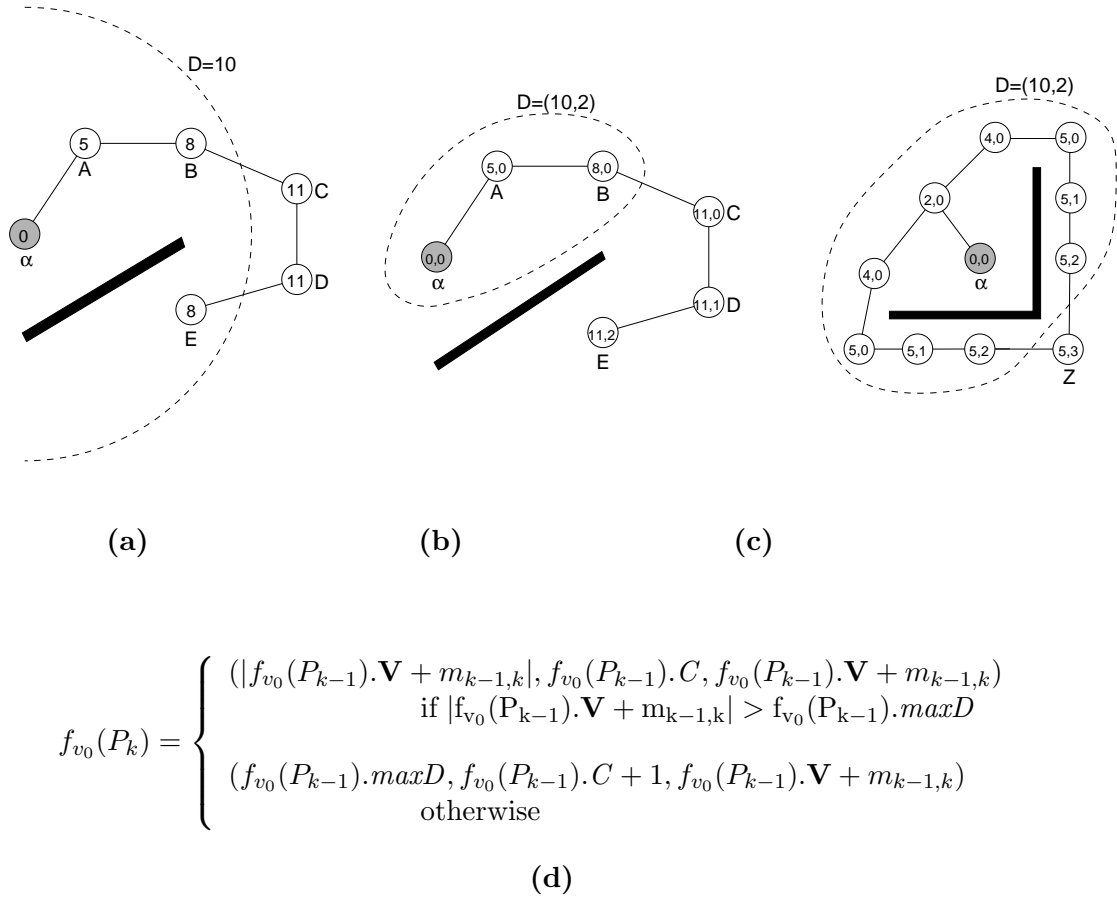 D=10
5
8
A
B
11
C
0
α
11
D
8
E
D=(10,2)
5,0
8,0
A
B
11,0
C
0,0
α
11,1
D
11,2
E
D=(10,2)
4,0
5,0
2,0
5,1
0,0
α
5,2
4,0
5,0
5,1
5,2
5,3
Z
(a)
(b)
(c)
(|f_{v_0}(P_{k−1}).V + m_{k−1,k}|, f_{v_0}(P_{k−1}).C, f_{v_0}(P_{k−1}).V + m_{k−1,k})
if |f_{v_0}(P_{k−1}).V + m_{k−1,k}| > f_{v_0}(P_{k−1}).maxD
f_{v_0}(P_k) = {
(f_{v_0}(P_{k−1}).maxD, f_{v_0}(P_{k−1}).C + 1, f_{v_0}(P_{k−1}).V + m_{k−1,k})
otherwise
(d)